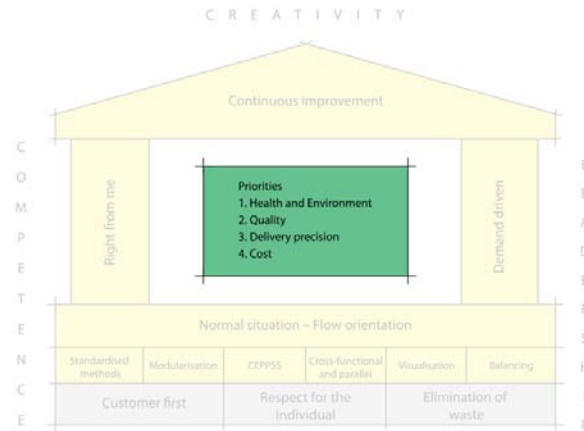 C R E A T I V I T Y
Continuous improvement
C O M P E T E N C E
Right from me
Priorities
1. Health and Environment
2. Quality
3. Delivery precision
4. Cost
Demand driven
L E A D E R S H I P
Normal situation – Flow orientation
Standardised
methods
Modularisation
CEPPSS
Cross-functional
and parallel
Visualisation
Balancing
Customer first
Respect for the
individual
Elimination of
waste